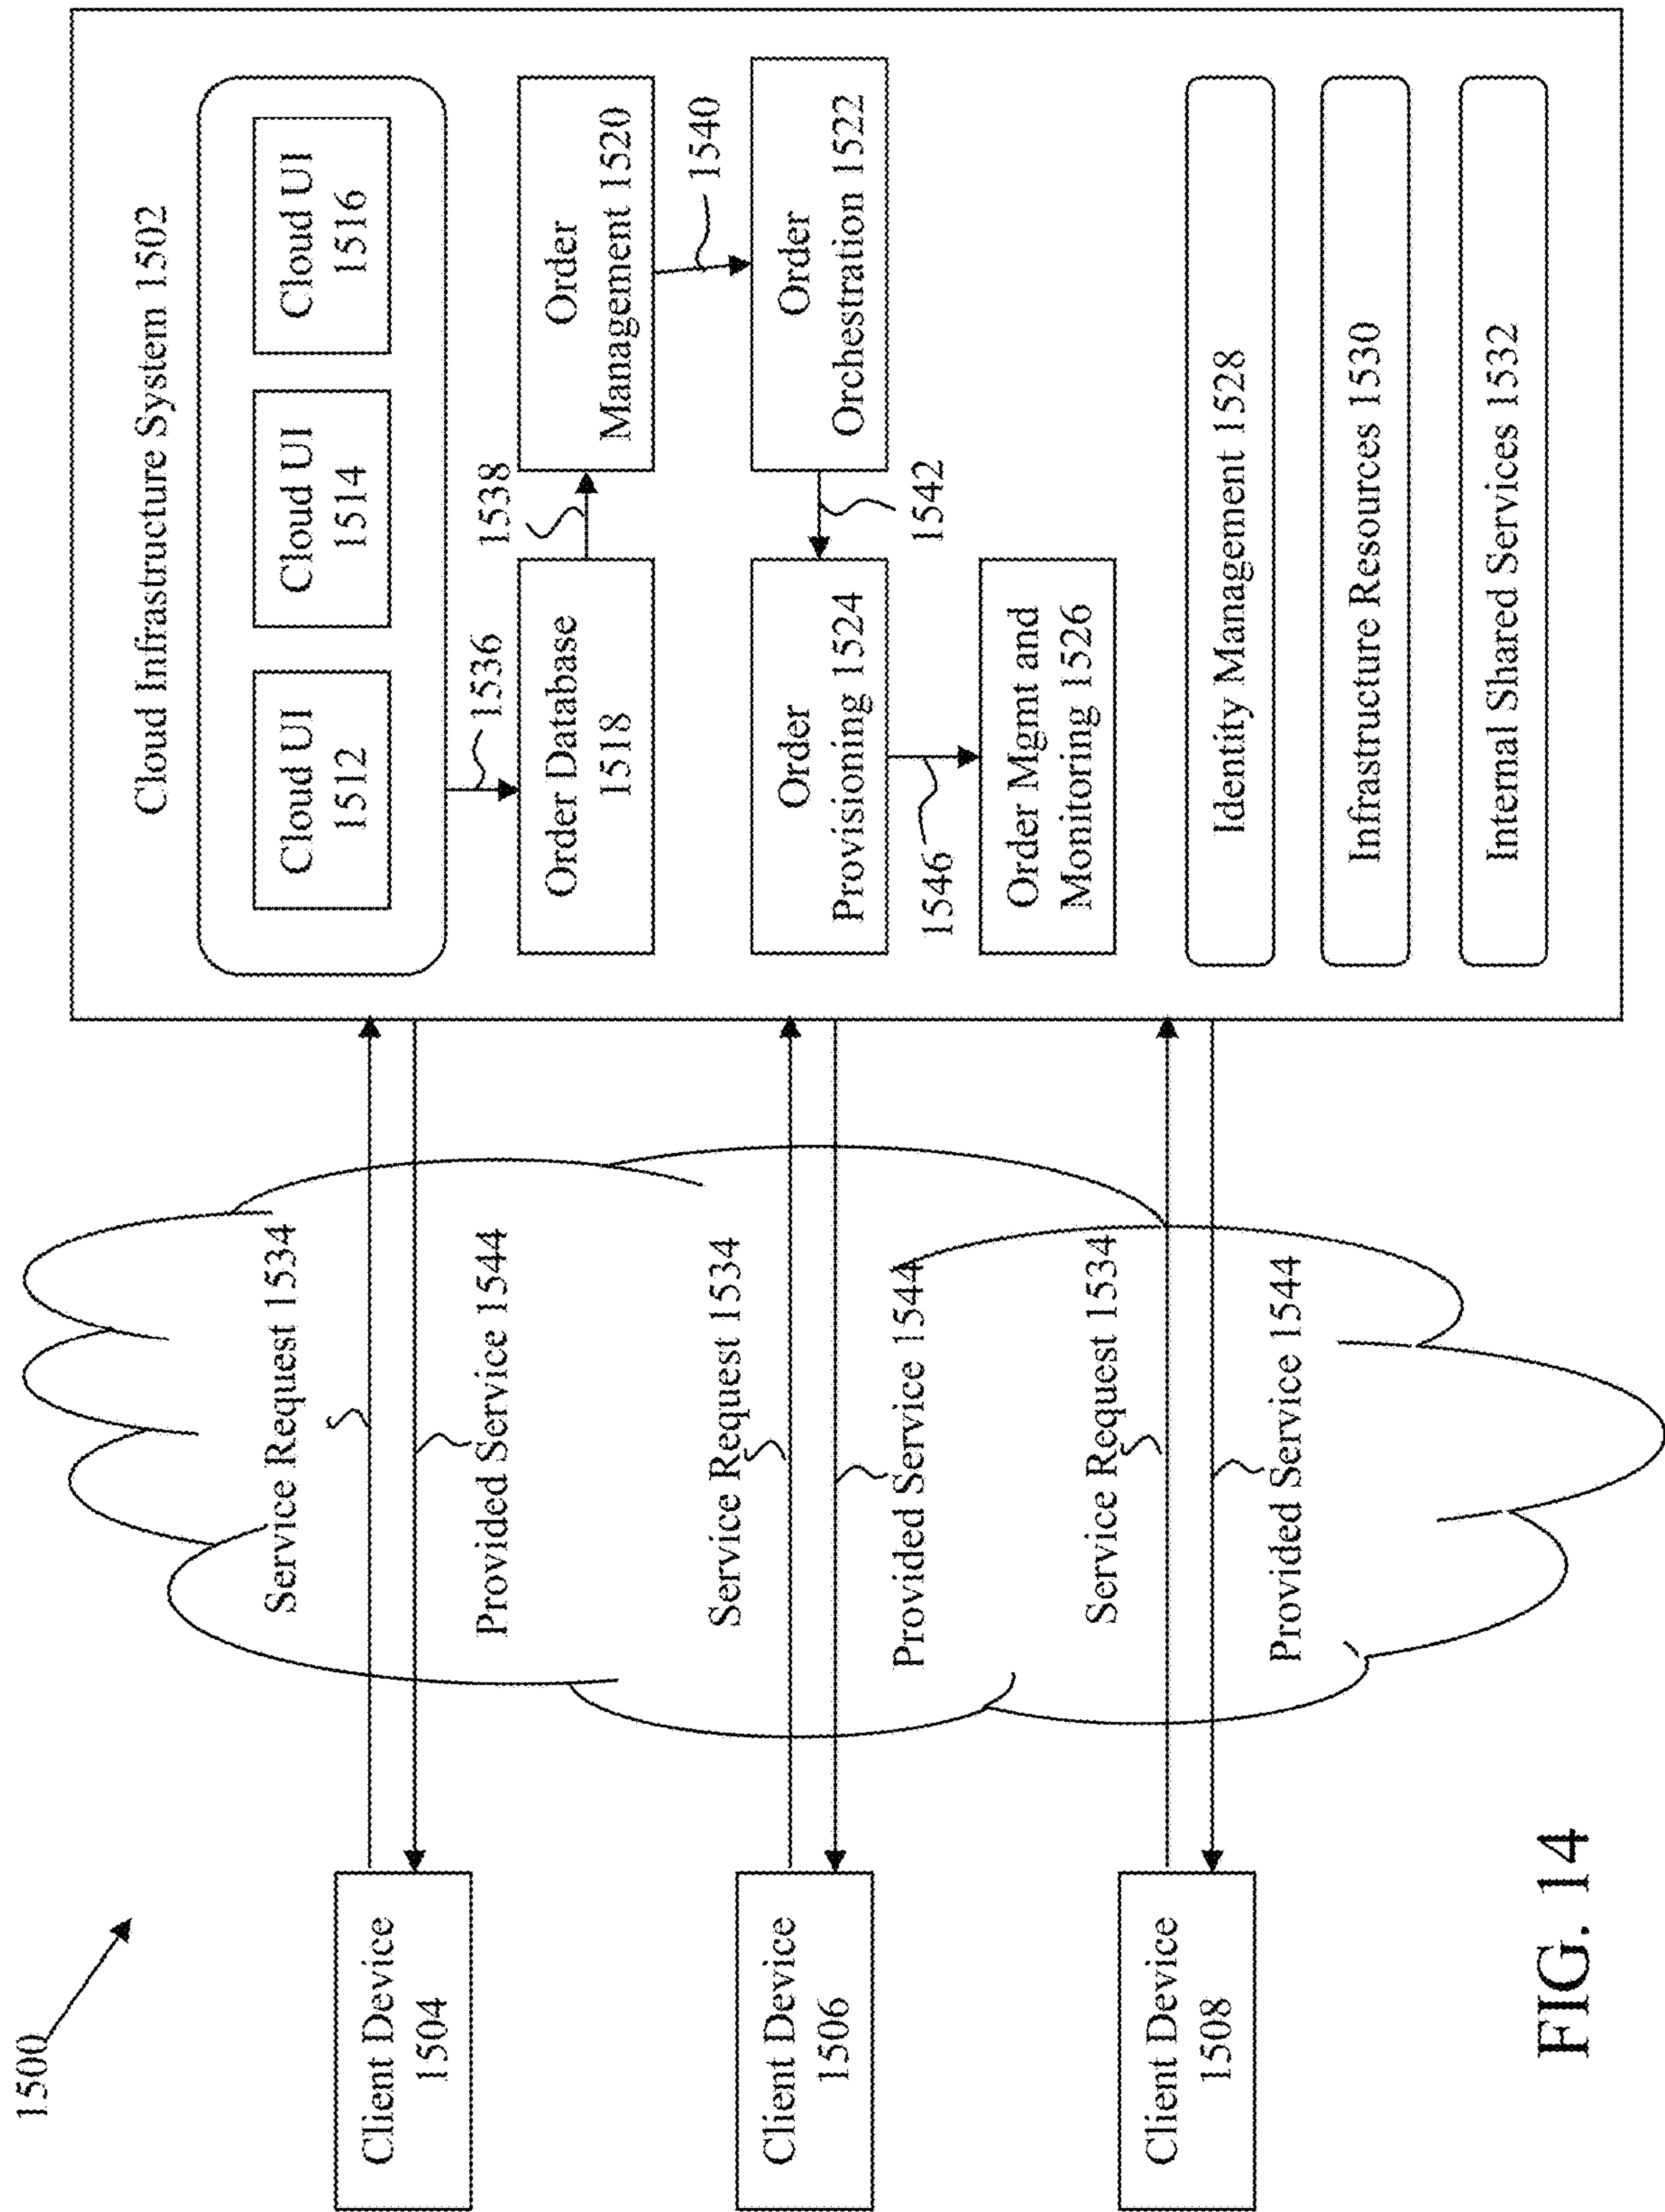 1500
Client Device
1504
Client Device
1506
Client Device
1508
Service Request 1534
Provided Service 1544
Service Request 1534
Provided Service 1544
Service Request 1534
Provided Service 1544
Cloud Infrastructure System 1502
Cloud UI
1512
Cloud UI
1514
Cloud UI
1516
1536
Order Database
1518
1538
Order
Management 1520
1540
Order
Orchestration 1522
1542
Order
Provisioning 1524
1546
Order Mgmt and
Monitoring 1526
Identity Management 1528
Infrastructure Resources 1530
Internal Shared Services 1532
FIG. 14